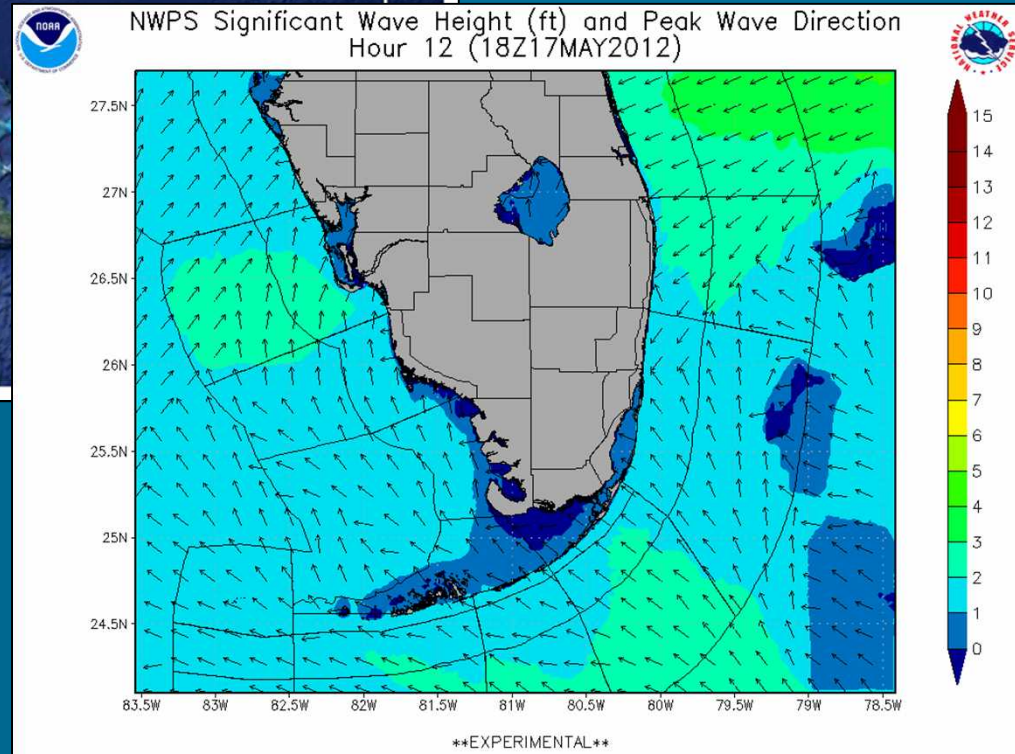 NWPS Significant Wave Height (ft) and Peak Wave Direction
Hour 12 (18Z17MAY2012)
NOAA
NATIONAL WEATHER SERVICE
27.5N
27N
26.5N
26N
25.5N
25N
24.5N
83.5W 83W 82.5W 82W 81.5W 81W 80.5W 80W 79.5W 79W 78.5W
15
14
13
12
11
10
9
8
7
6
5
4
3
2
1
0
**EXPERIMENTAL**